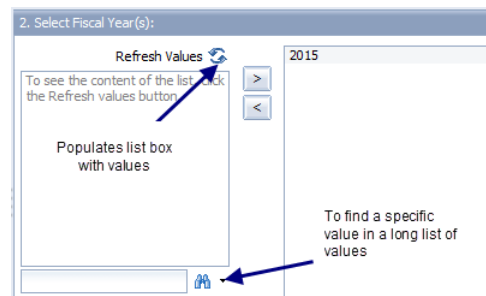 2. Select Fiscal Year(s):
Refresh Values
2015
To see the content of the list, click
the Refresh values button.
>
<
Populates list box
with values
To find a specific
value in a long list of
values